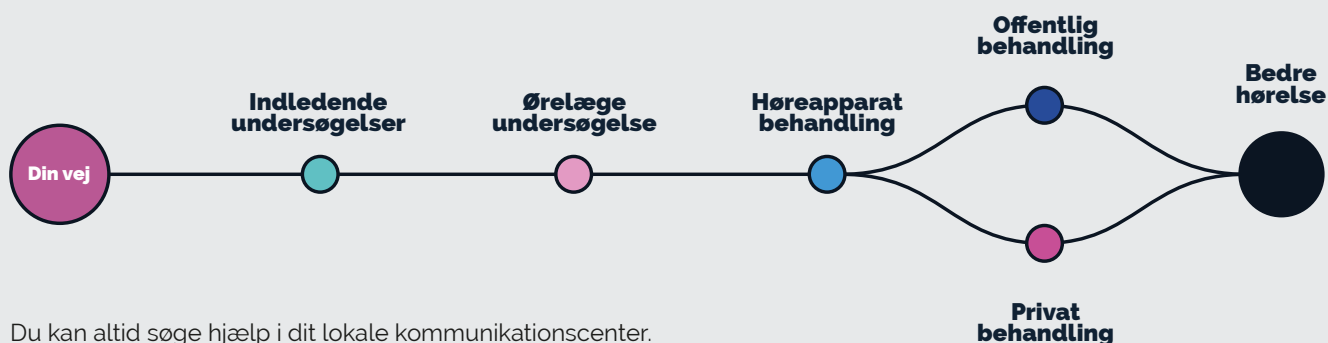 Din vej
Indledende
undersøgelser
Ørelæge
undersøgelse
Høreapparat
behandling
Offentlig
behandling
Privat
behandling
Bedre
hørelse
Du kan altid søge hjælp i dit lokale kommunikationscenter.